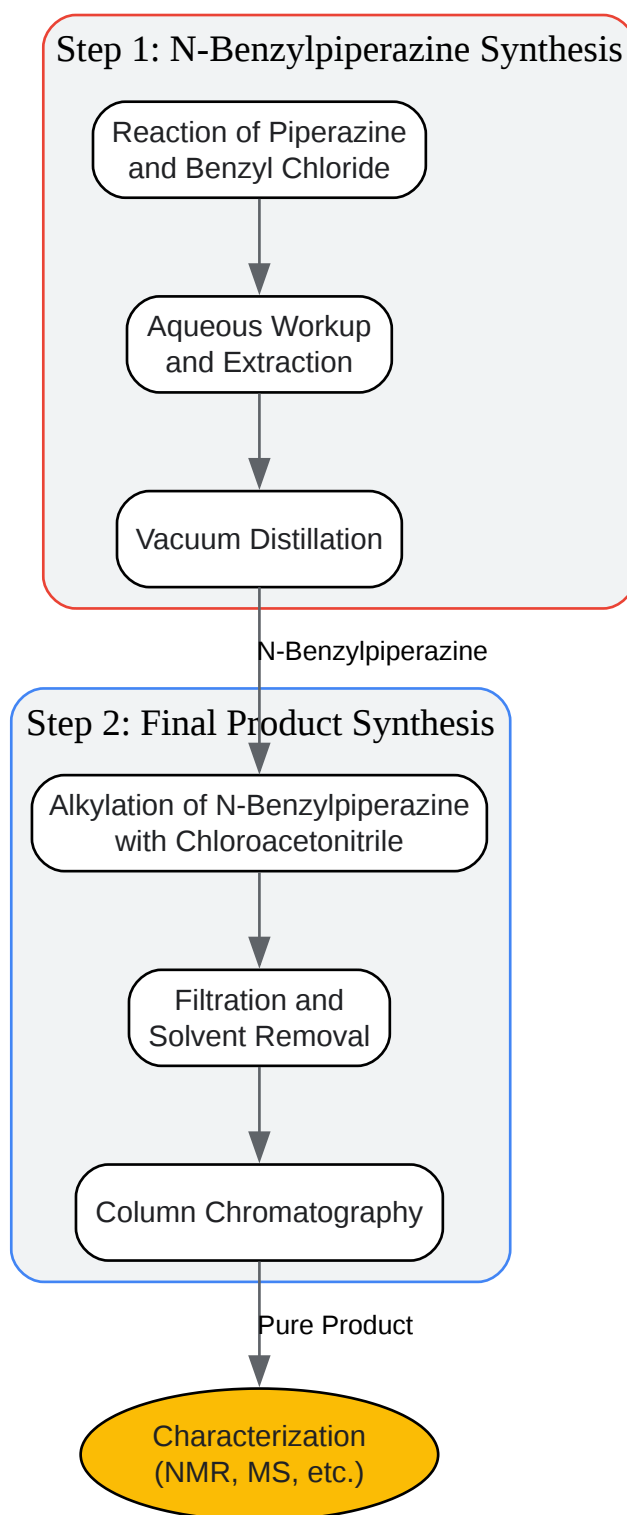 Step 1: N-Benzylpiperazine Synthesis
Reaction of Piperazine
and Benzyl Chloride
Aqueous Workup
and Extraction
Vacuum Distillation
N-Benzylpiperazine
Step 2: Final Product Synthesis
Alkylation of N-Benzylpiperazine
with Chloroacetonitrile
Filtration and
Solvent Removal
Column Chromatography
Pure Product
Characterization
(NMR, MS, etc.)